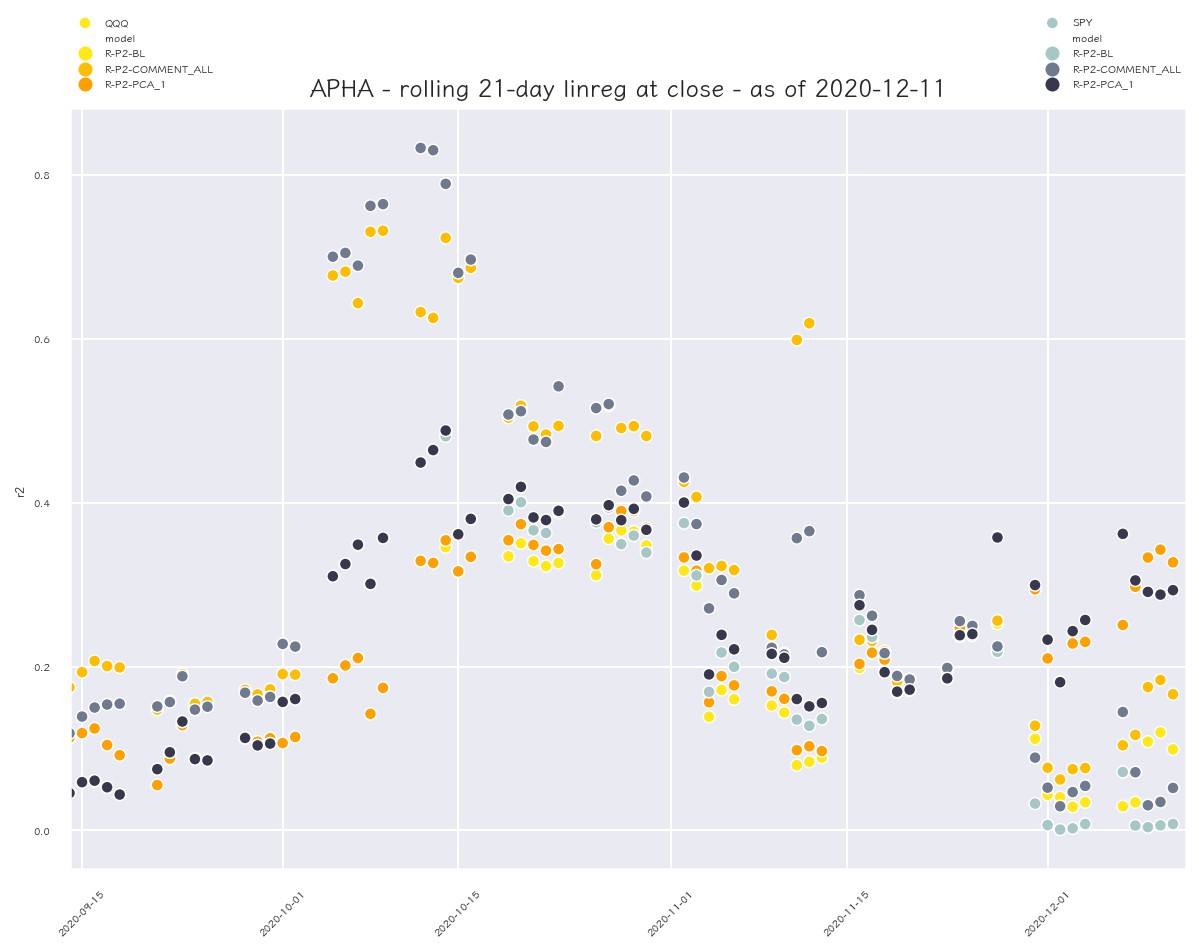 QQQ
model
R-P2-BL
R-P2-COMMENT_ALL
R-P2-PCA_1
SPY
model
R-P2-BL
R-P2-COMMENT_ALL
R-P2-PCA_1
APHA - rolling 21-day linreg at close - as of 2020-12-11
0.8
0.6
0.4
0.2
0.0
r2
2020-09-15
2020-10-01
2020-10-15
2020-11-01
2020-11-15
2020-12-01